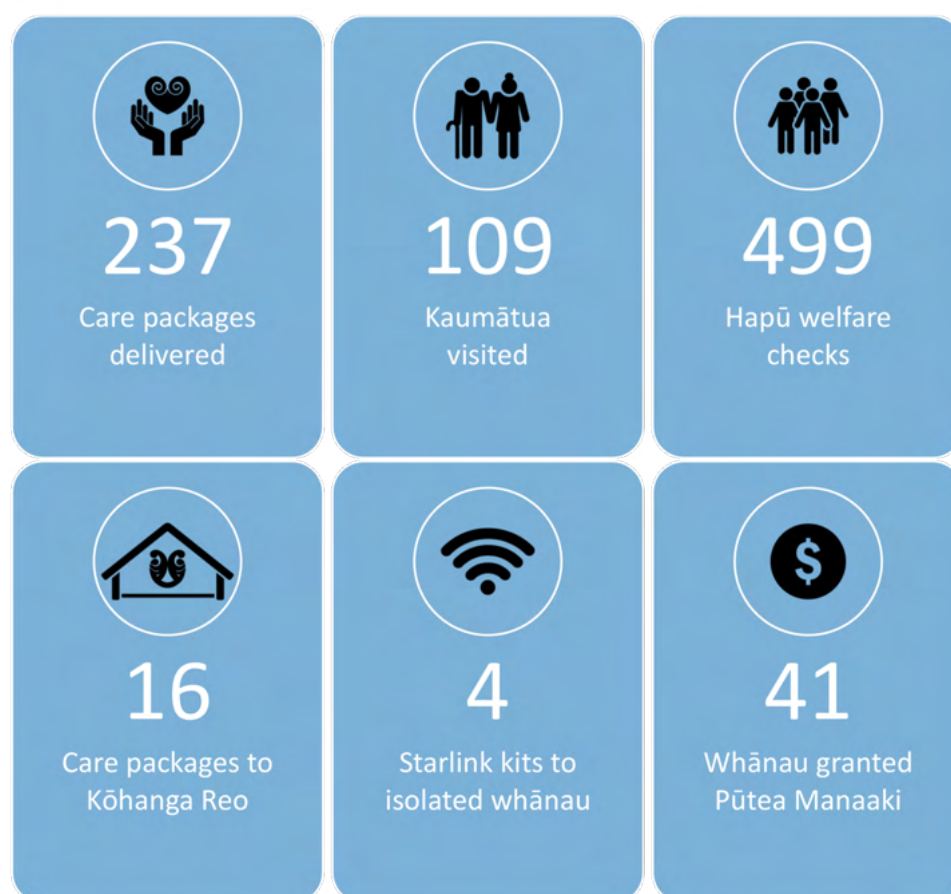 237
Care packages
delivered
109
Kaumātua
visited
499
Hapū welfare
checks
16
Care packages to
Kōhanga Reo
4
Starlink kits to
isolated whānau
$
41
Whānau granted
Pūtea Manaaki